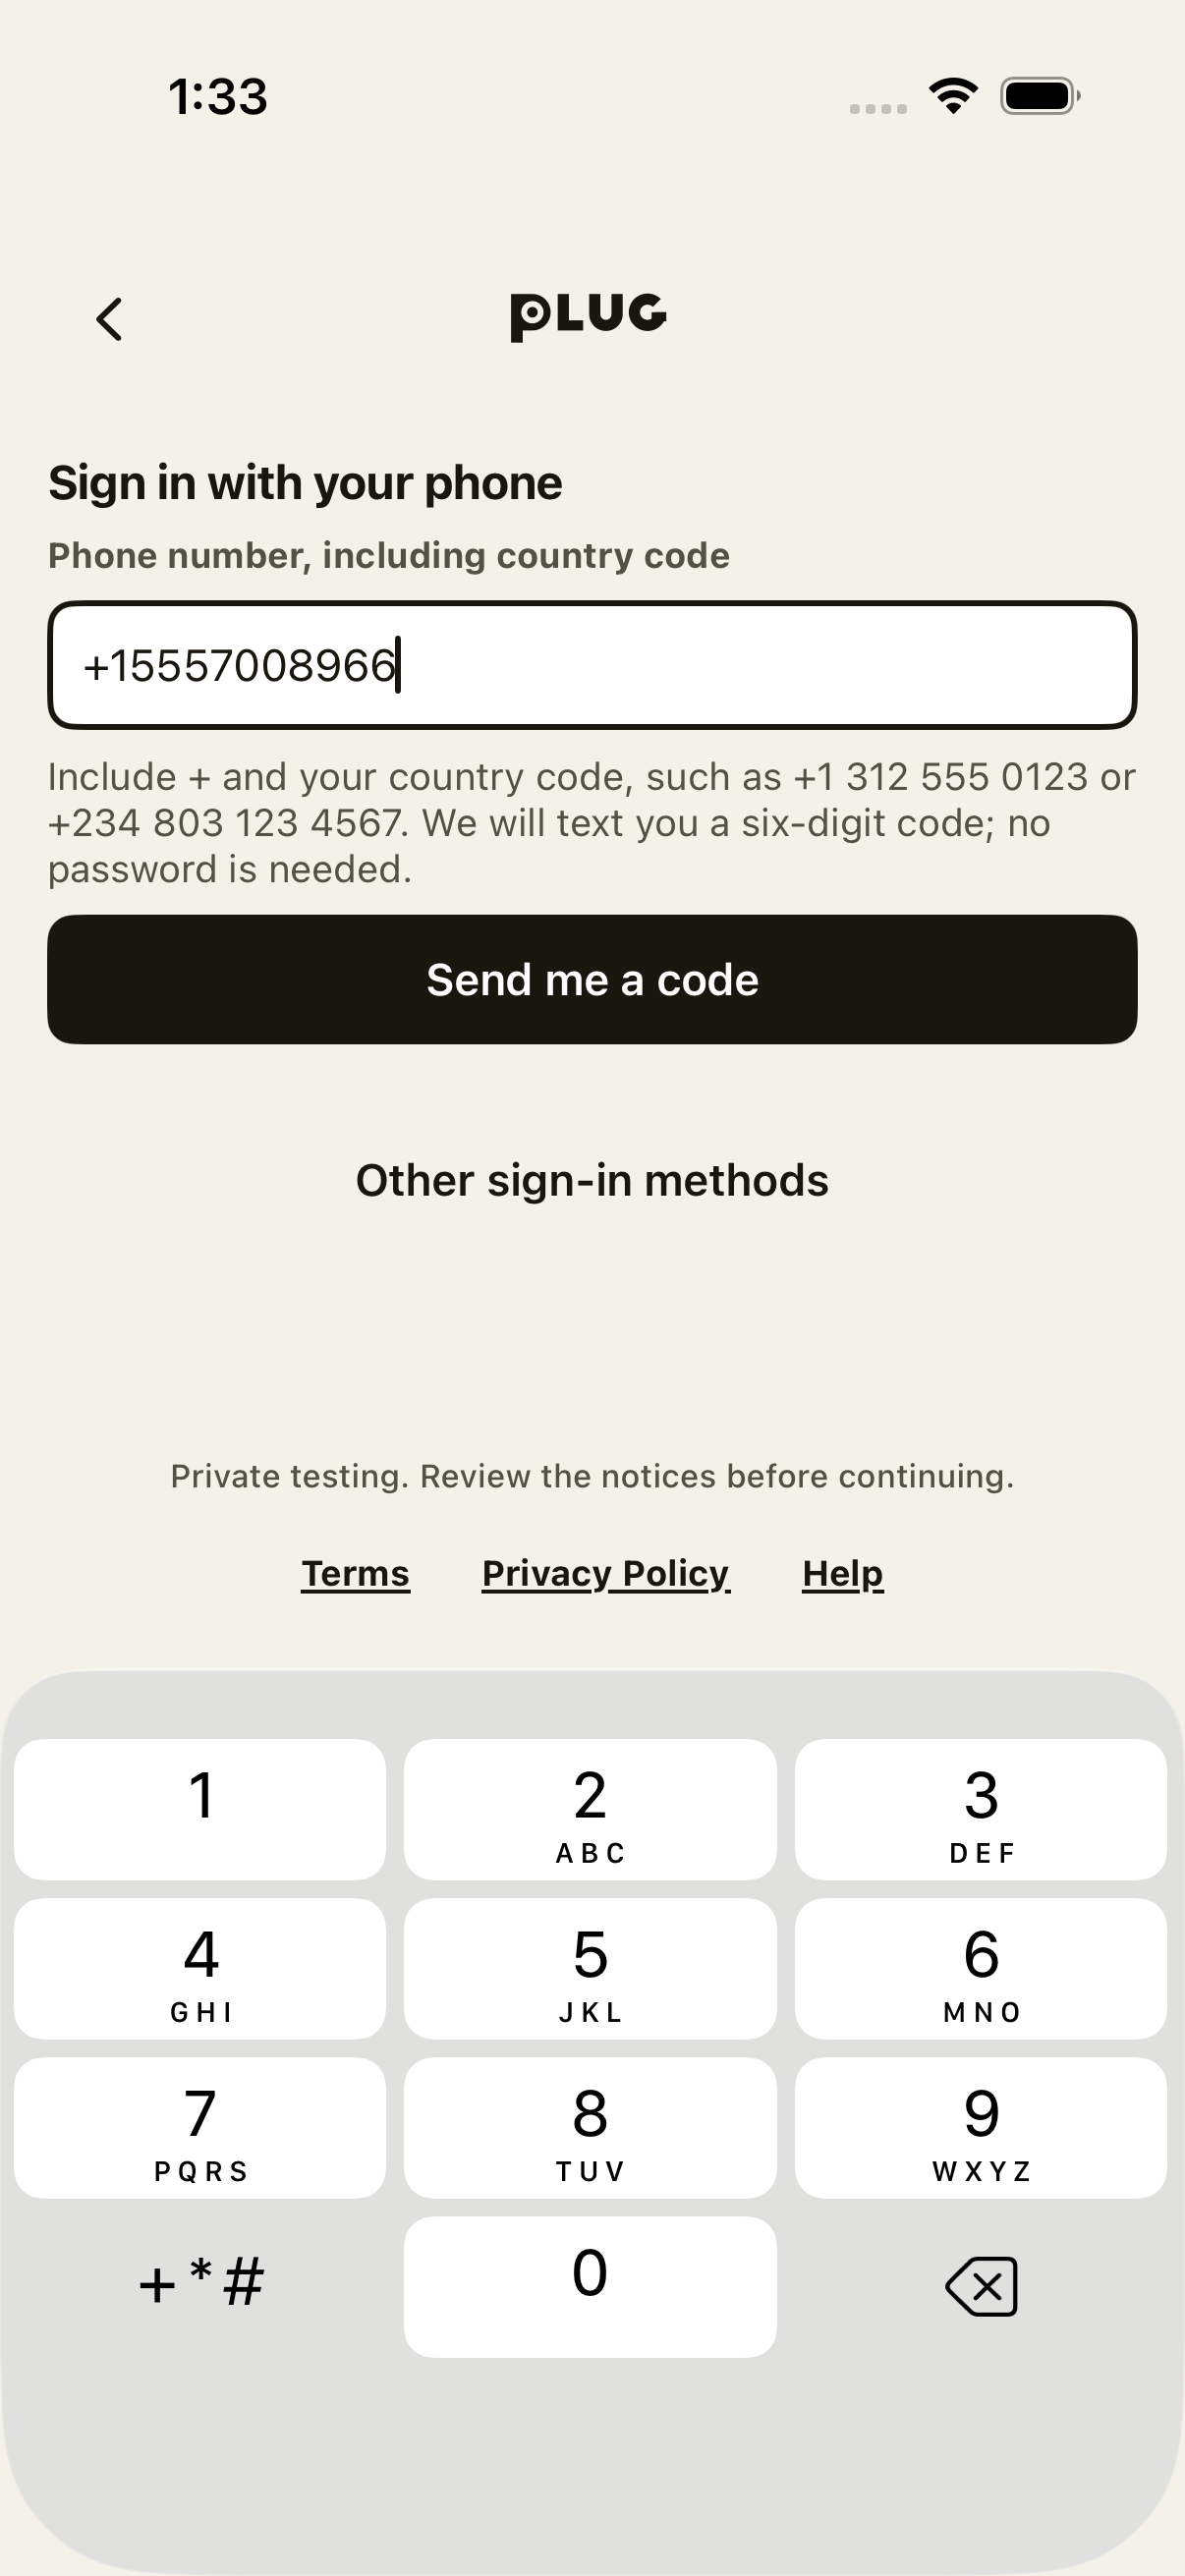 1:33
PLUG
Sign in with your phone
Phone number, including country code
+15557008966
Include + and your country code, such as +1 312 555 0123 or
+234 803 123 4567. We will text you a six-digit code; no
password is needed.
Send me a code
Other sign-in methods
Private testing. Review the notices before continuing.
Terms Privacy Policy Help
1 2 3
ABC DEF
4 5 6
GHI JKL MNO
7 8 9
PQRS TUV WXYZ
+*# 0